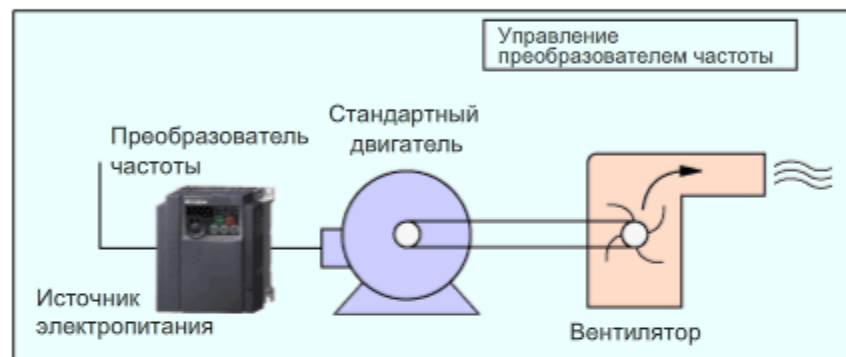 Управление
преобразователем частоты
Стандартный
двигатель
Преобразователь
частоты
Источник
электропитания
Вентилятор